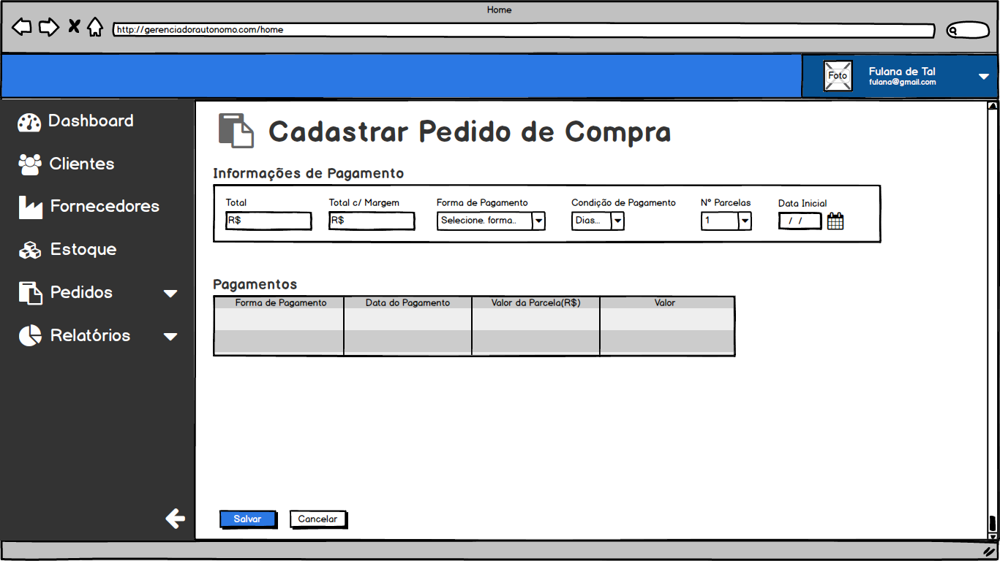 Home
http://gerenciadorautonomo.com/home
Foto
Fulana de Tal
fulana@gmail.com
Dashboard
Clientes
Fornecedores
Estoque
Pedidos
Relatórios
Cadastrar Pedido de Compra
Informações de Pagamento
Total Total c/ Margem Forma de Pagamento Condição de Pagamento N° Parcelas Data Inicial
R$ R$ Selecione. forma.. Dias... 1 / /
Pagamentos
Forma de Pagamento Data do Pagamento Valor da Parcela(R$) Valor
Salvar Cancelar